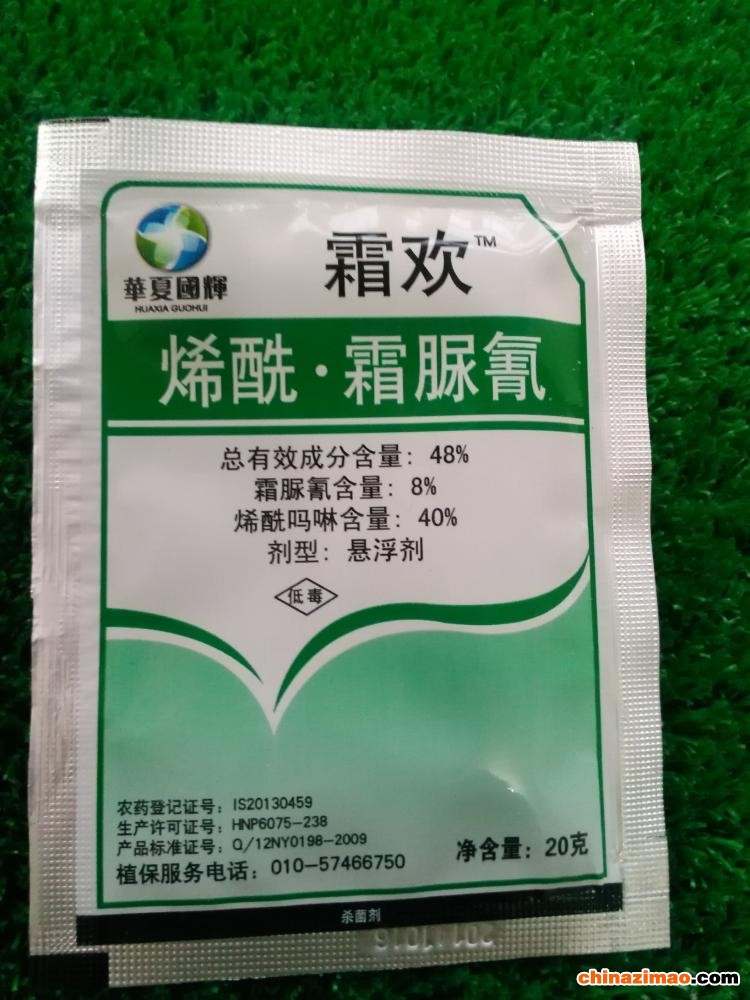 霜欢™
華夏國輝
HUAXIA GUOHUI
烯酰·霜脲氰
总有效成分含量：48%
霜脲氰含量：8%
烯酰吗啉含量：40%
剂型：悬浮剂
低毒
农药登记证号：IS20130459
生产许可证号：HNP6075-238
产品标准证号：Q/12NY0198-2009
植保服务电话：010-57466750
净含量：20克
杀菌剂
chinazimao.com